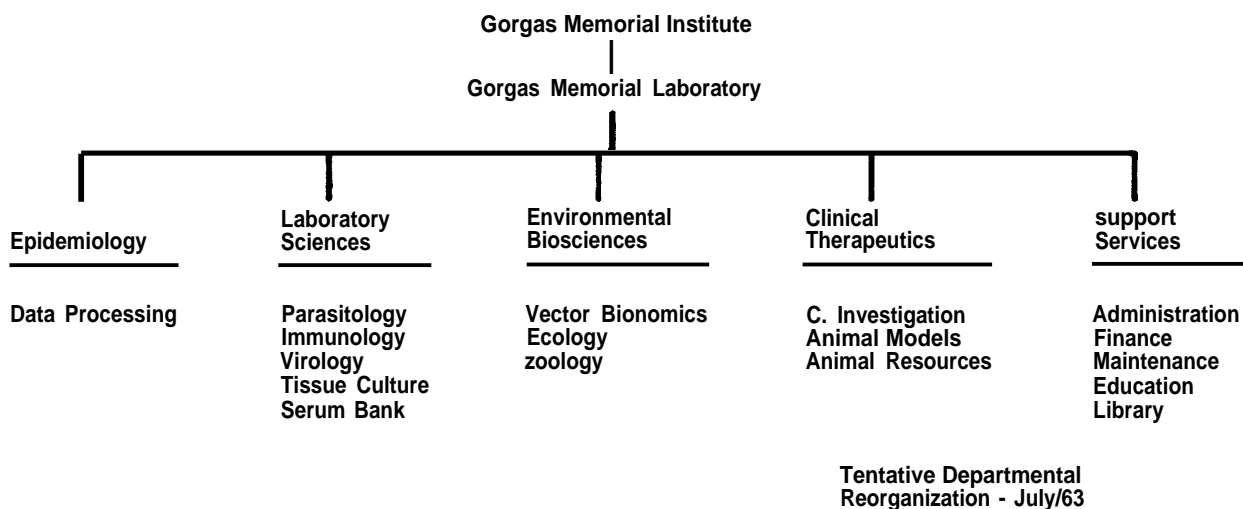 Gorgas Memorial Institute
Gorgas Memorial Laboratory
Epidemiology
Data Processing
Laboratory
Sciences
Parasitology
Immunology
Virology
Tissue Culture
Serum Bank
Environmental
Biosciences
Vector Bionomics
Ecology
zoology
Clinical
Therapeutics
C. Investigation
Animal Models
Animal Resources
support
Services
Administration
Finance
Maintenance
Education
Library
Tentative Departmental
Reorganization - July/63